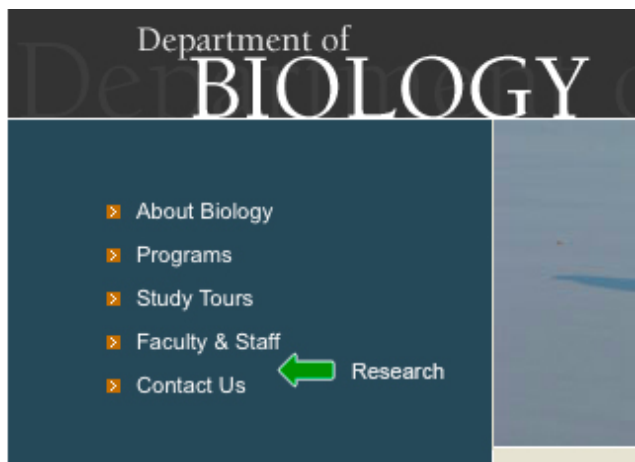 Department of
BIOLOGY
About Biology
Programs
Study Tours
Faculty & Staff
Research
Contact Us